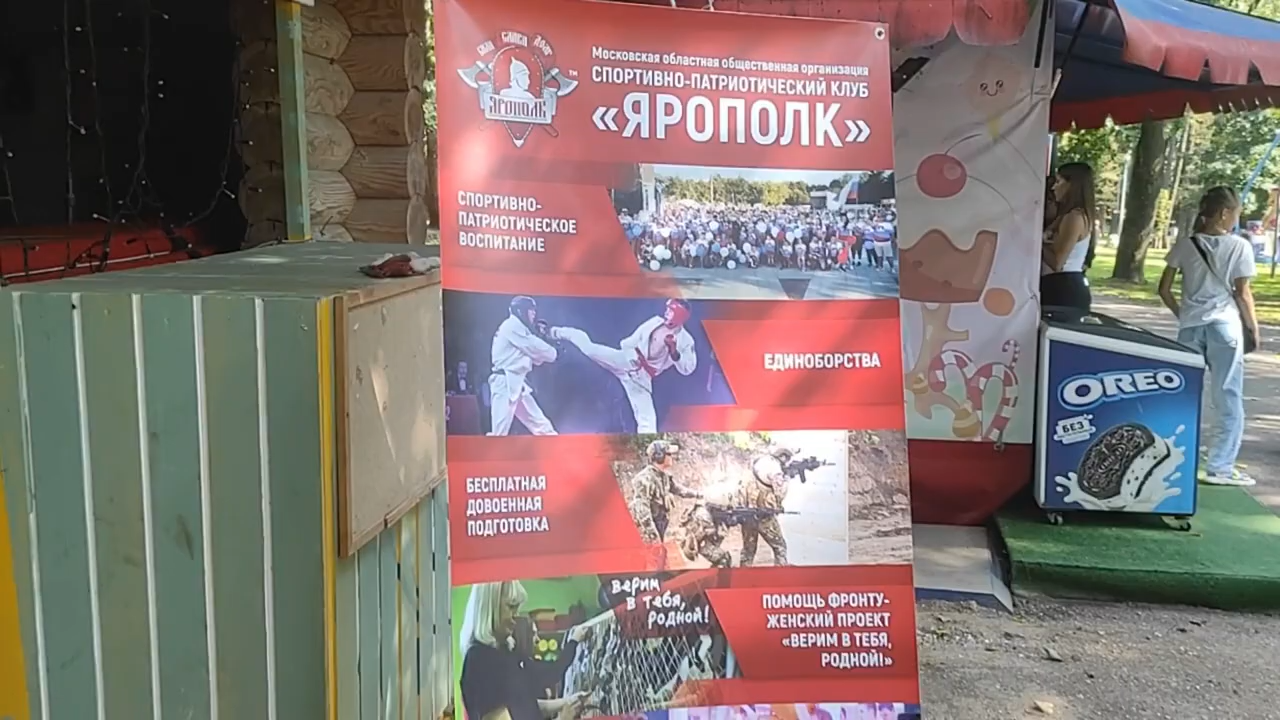 Московская областная общественная организация
СПОРТИВНО-ПАТРИОТИЧЕСКИЙ КЛУБ
«ЯРОПОЛК»
ЯРОПОЛК
СПОРТИВНО-
ПАТРИОТИЧЕСКОЕ
ВОСПИТАНИЕ
ЕДИНОБОРСТВА
БЕСПЛАТНАЯ
ДОВОЕННАЯ
ПОДГОТОВКА
верим
в тебя,
родной!
ПОМОЩЬ ФРОНТУ-
ЖЕНСКИЙ ПРОЕКТ
«ВЕРИМ В ТЕБЯ,
РОДНОЙ!»
OREO
БЕЗ